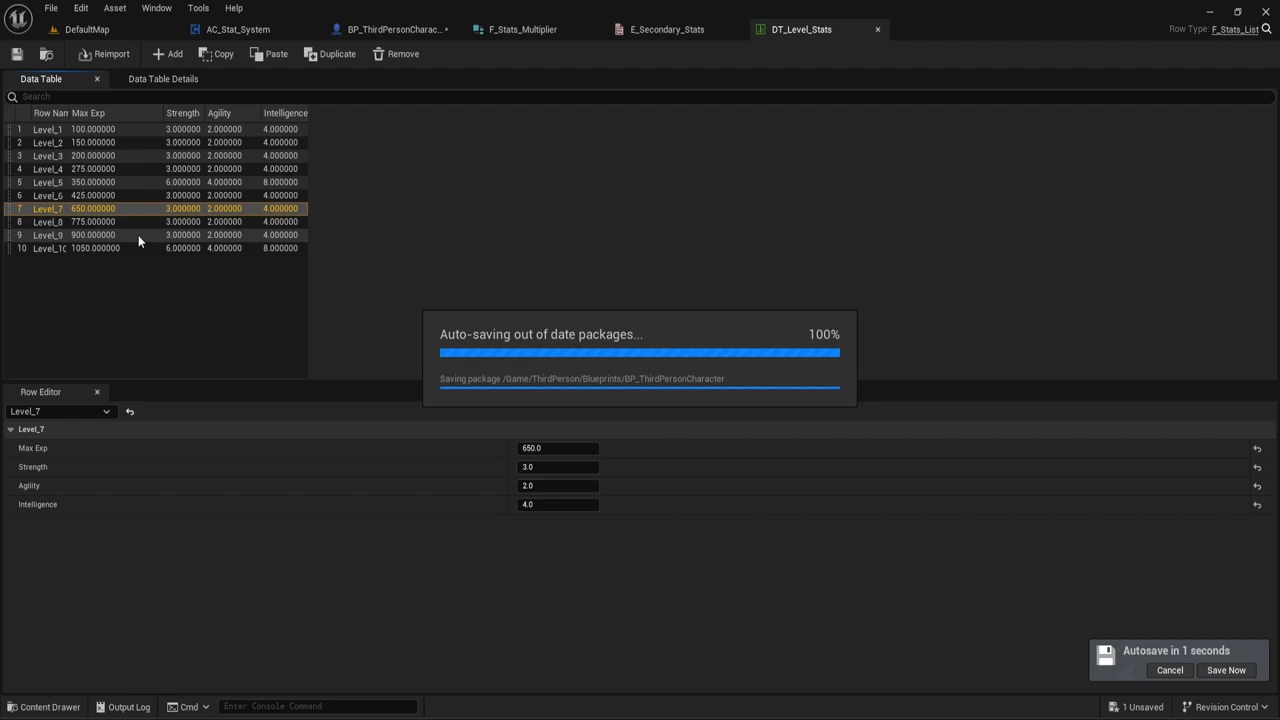 File Edit Asset Window Tools Help
DefaultMap AC_Stat_System BP_ThirdPersonCharac... • F_Stats_Multiplier E_Secondary_Stats DT_Level_Stats Row Type: F_Stats_List
Reimport Add Copy Paste Duplicate Remove
Data Table Data Table Details
Search
Row Nam Max Exp Strength Agility Intelligence
1 Level_1 100.000000 3.000000 2.000000 4.000000
2 Level_2 150.000000 3.000000 2.000000 4.000000
3 Level_3 200.000000 3.000000 2.000000 4.000000
4 Level_4 275.000000 3.000000 2.000000 4.000000
5 Level_5 350.000000 6.000000 4.000000 8.000000
6 Level_6 425.000000 3.000000 2.000000 4.000000
7 Level_7 650.000000 3.000000 2.000000 4.000000
8 Level_8 775.000000 3.000000 2.000000 4.000000
9 Level_9 900.000000 3.000000 2.000000 4.000000
10 Level_10 1050.000000 6.000000 4.000000 8.000000
Auto-saving out of date packages... 100%
Saving package /Game/ThirdPerson/Blueprints/BP_ThirdPersonCharacter
Row Editor
Level_7
Level_7
Max Exp 650.0
Strength 3.0
Agility 2.0
Intelligence 4.0
Autosave in 1 seconds
Cancel Save Now
Content Drawer Output Log Cmd Enter Console Command 1 Unsaved Revision Control